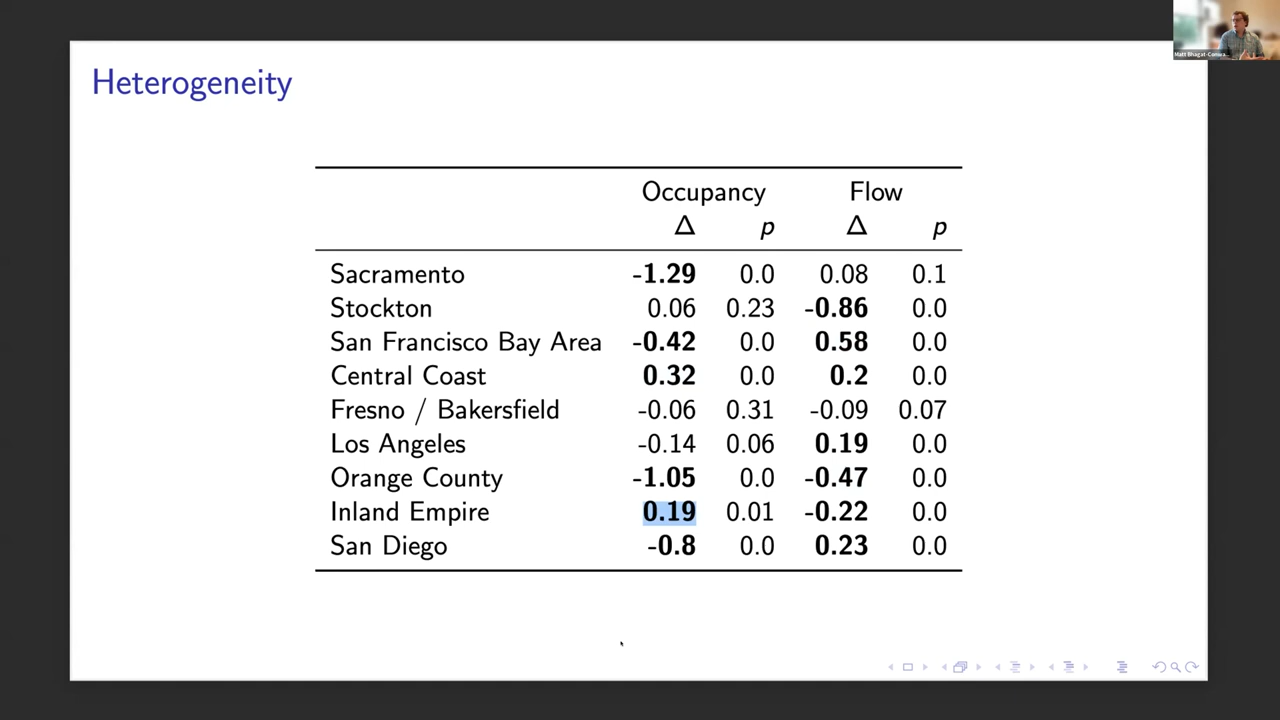 Heterogeneity
Occupancy Flow
Δ p Δ p
Sacramento -1.29 0.0 0.08 0.1
Stockton 0.06 0.23 -0.86 0.0
San Francisco Bay Area -0.42 0.0 0.58 0.0
Central Coast 0.32 0.0 0.2 0.0
Fresno / Bakersfield -0.06 0.31 -0.09 0.07
Los Angeles -0.14 0.06 0.19 0.0
Orange County -1.05 0.0 -0.47 0.0
Inland Empire 0.19 0.01 -0.22 0.0
San Diego -0.8 0.0 0.23 0.0